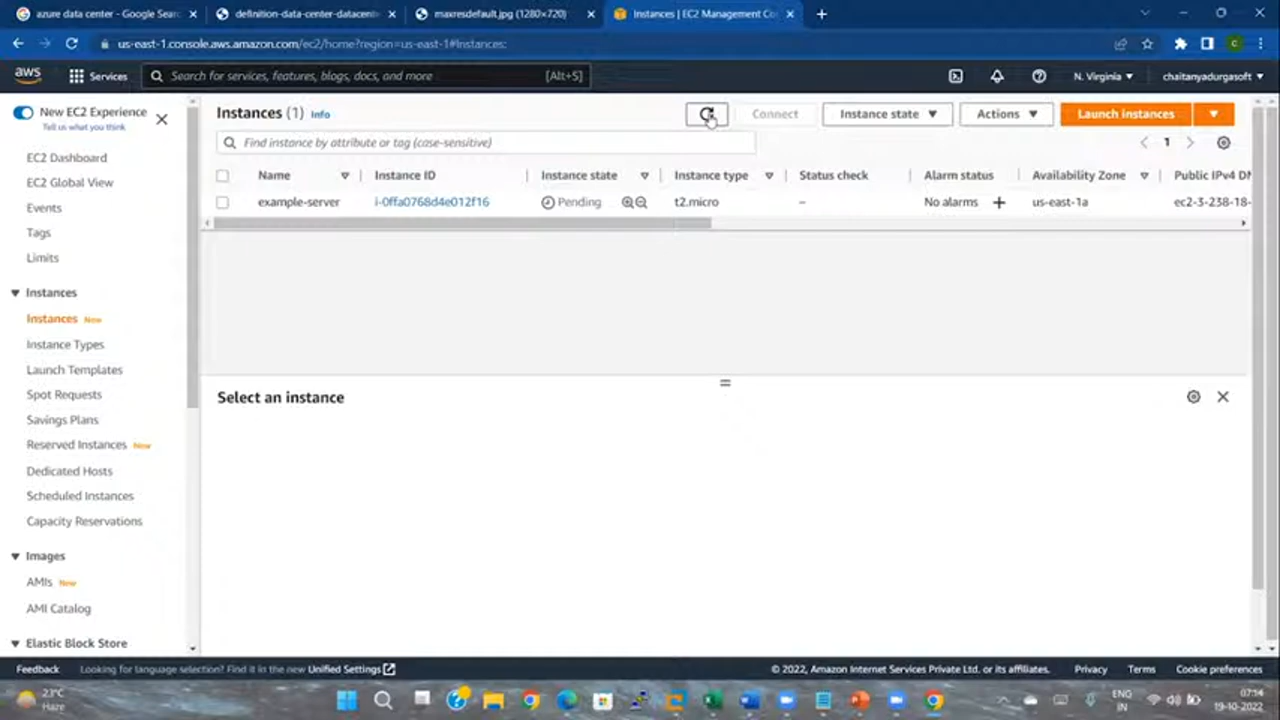 azure data center - Google Sear
definition-data-center-datacente
maxresdefault.jpg (1280×720)
Instances | EC2 Management Co
us-east-1.console.aws.amazon.com/ec2/home?region=us-east-1#Instances:
aws
Services
Search for services, features, blogs, docs, and more
[Alt+S]
N. Virginia
chaitanyadurgasoft
New EC2 Experience
Tell us what you think
EC2 Dashboard
EC2 Global View
Events
Tags
Limits
Instances
Instances New
Instance Types
Launch Templates
Spot Requests
Savings Plans
Reserved Instances New
Dedicated Hosts
Scheduled Instances
Capacity Reservations
Images
AMIs New
AMI Catalog
Elastic Block Store
Instances (1) Info
Connect
Instance state
Actions
Launch instances
Find instance by attribute or tag (case-sensitive)
1
Name Instance ID Instance state Instance type Status check Alarm status Availability Zone Public IPv4 DN
example-server i-0ffa0768d4e012f16 Pending t2.micro – No alarms + us-east-1a ec2-3-238-18-
Select an instance
Feedback Looking for language selection? Find it in the new Unified Settings
© 2022, Amazon Internet Services Private Ltd. or its affiliates. Privacy Terms Cookie preferences
23°C
Haze
ENG
IN
07:14
19-10-2022